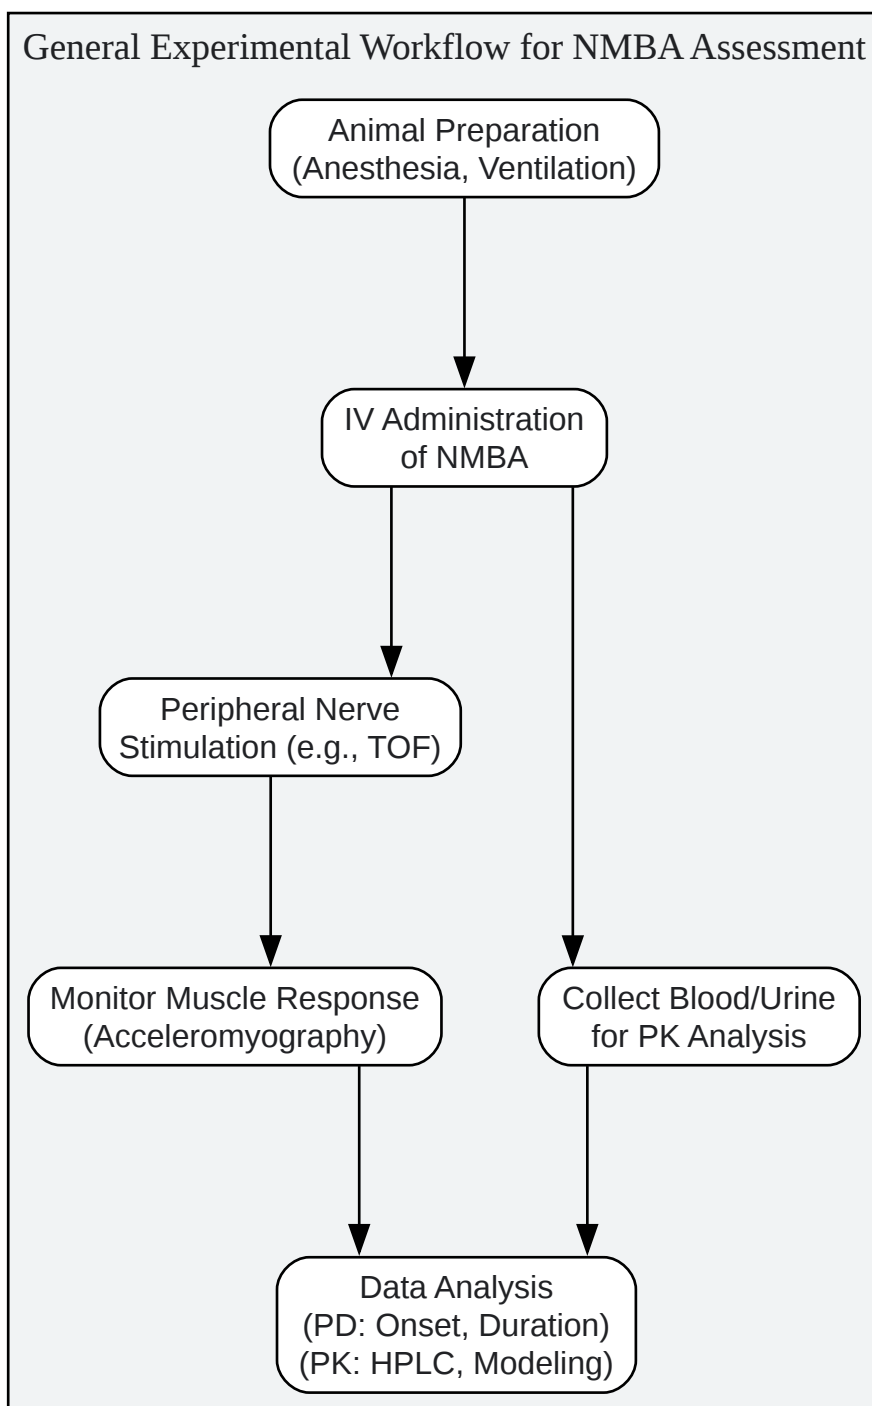 General Experimental Workflow for NMBA Assessment
Animal Preparation
(Anesthesia, Ventilation)
IV Administration
of NMBA
Peripheral Nerve
Stimulation (e.g., TOF)
Monitor Muscle Response
(Acceleromyography)
Collect Blood/Urine
for PK Analysis
Data Analysis
(PD: Onset, Duration)
(PK: HPLC, Modeling)